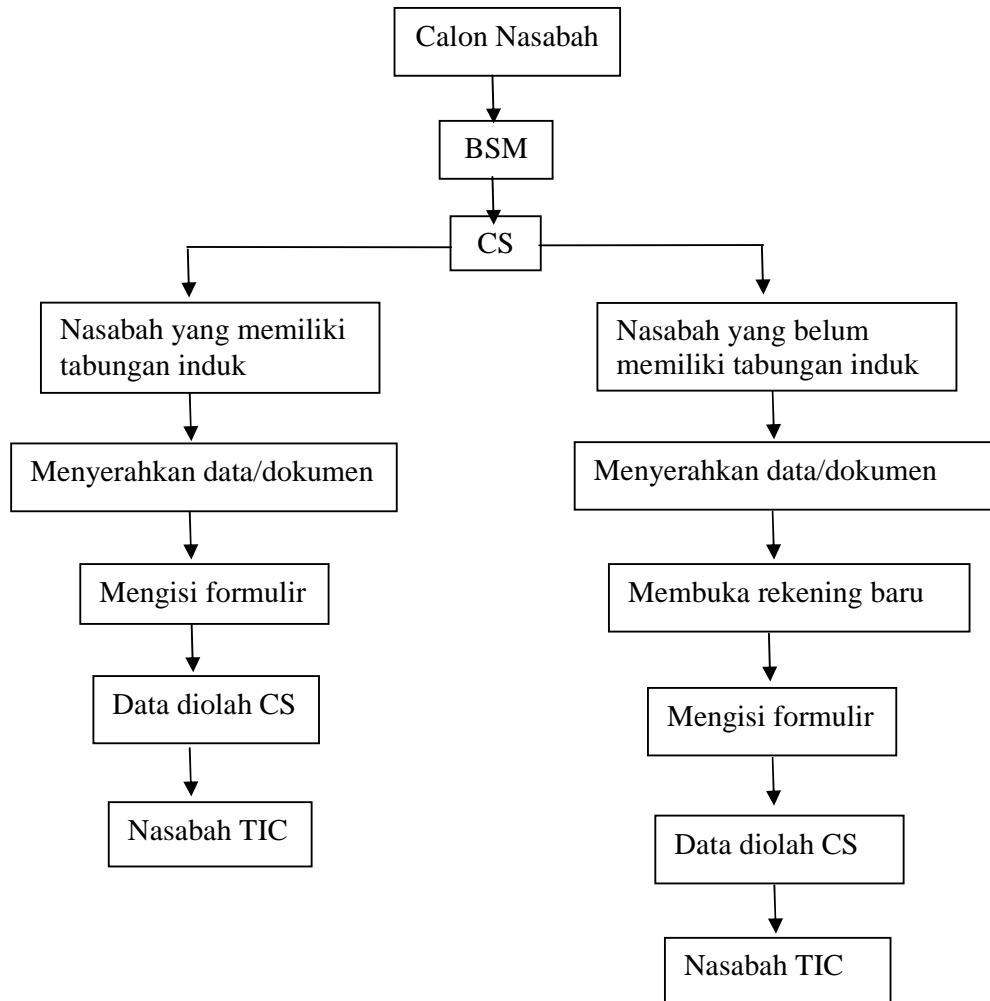 Calon Nasabah
BSM
CS
Nasabah yang memiliki
tabungan induk
Menyerahkan data/dokumen
Mengisi formulir
Data diolah CS
Nasabah TIC
Nasabah yang belum
memiliki tabungan induk
Menyerahkan data/dokumen
Membuka rekening baru
Mengisi formulir
Data diolah CS
Nasabah TIC